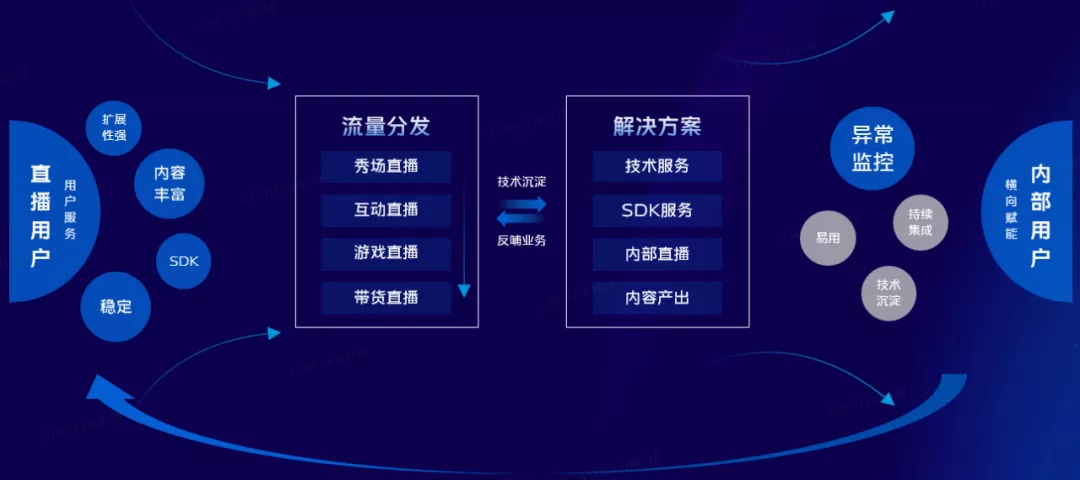 直播用户
用户服务
扩展
性强
内容
丰富
SDK
稳定
流量分发
秀场直播
互动直播
游戏直播
带货直播
技术沉淀
反哺业务
解决方案
技术服务
SDK服务
内部直播
内容产出
异常
监控
易用
持续
集成
技术
沉淀
横向赋能
内部用户